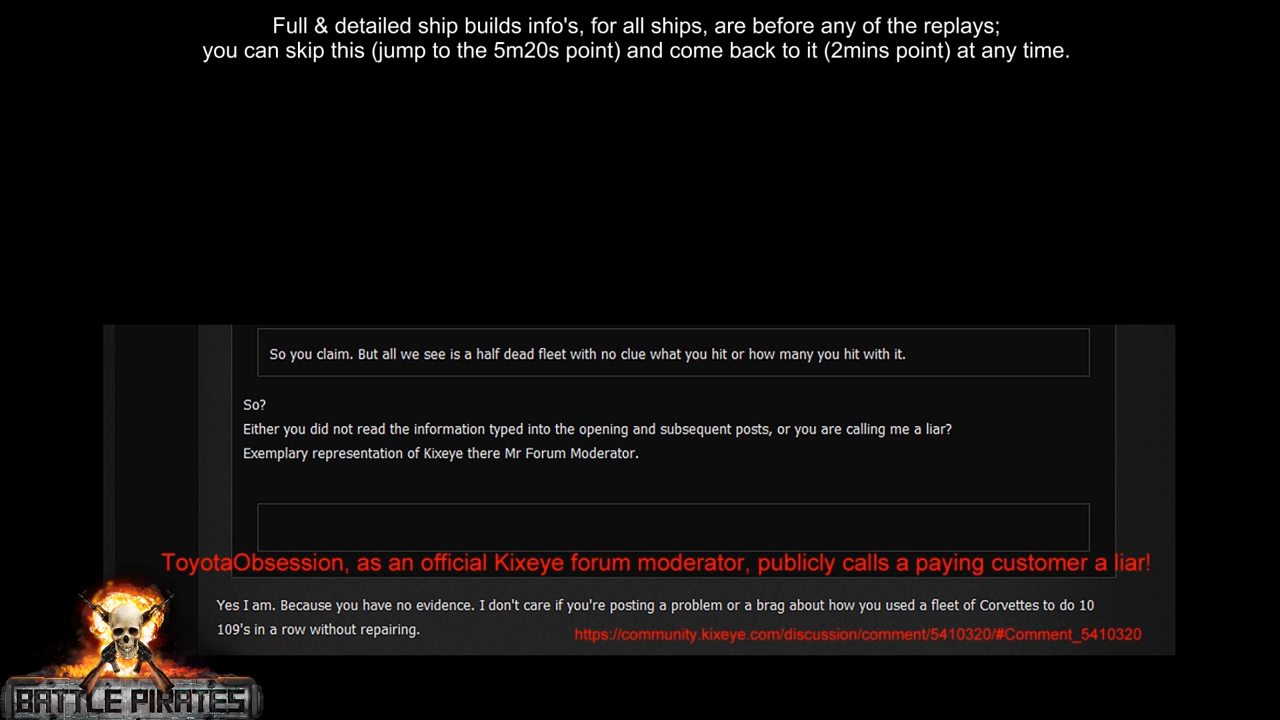 Full & detailed ship builds info's, for all ships, are before any of the replays;
you can skip this (jump to the 5m20s point) and come back to it (2mins point) at any time.
So you claim. But all we see is a half dead fleet with no clue what you hit or how many you hit with it.
So?
Either you did not read the information typed into the opening and subsequent posts, or you are calling me a liar?
Exemplary representation of Kixeye there Mr Forum Moderator.
ToyotaObsession, as an official Kixeye forum moderator, publicly calls a paying customer a liar!
Yes I am. Because you have no evidence. I don't care if you're posting a problem or a brag about how you used a fleet of Corvettes to do 10
109's in a row without repairing.
https://community.kixeye.com/discussion/comment/5410320/#Comment_5410320
BATTLE PIRATES